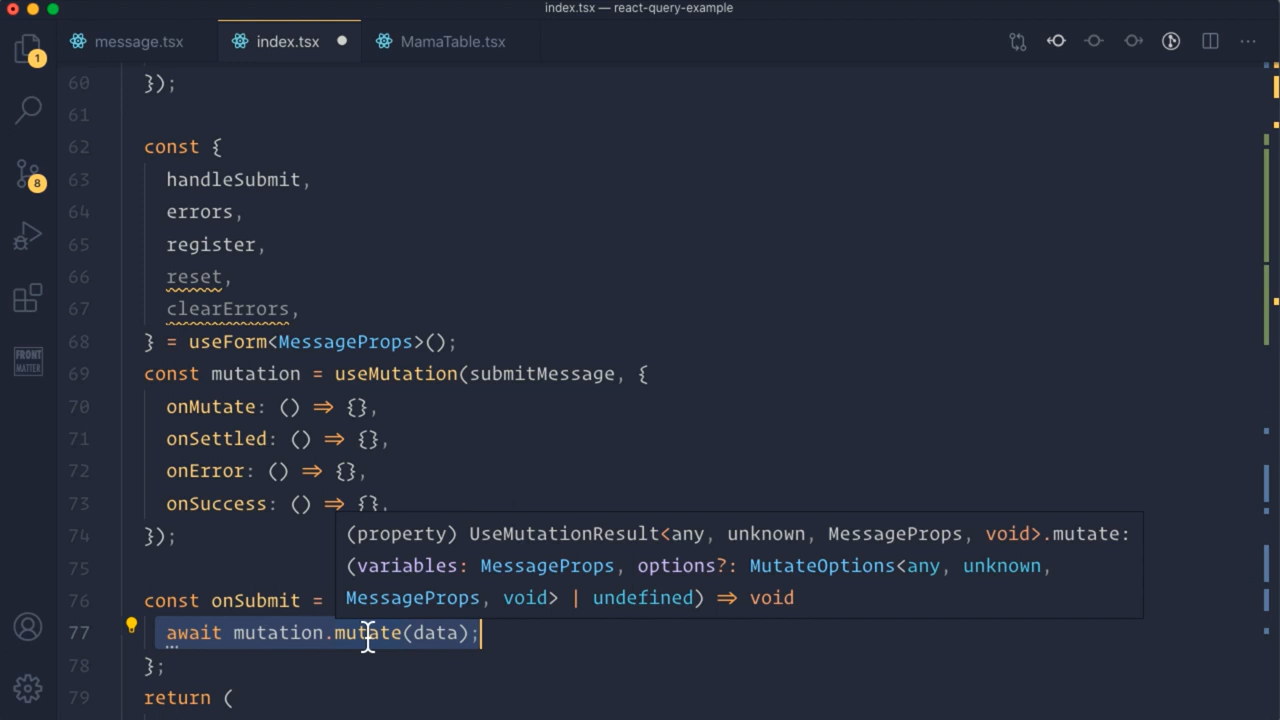 index.tsx — react-query-example
message.tsx index.tsx MamaTable.tsx
1
8
FRONT
MATTER
60 });
61
62 const {
63 handleSubmit,
64 errors,
65 register,
66 reset,
67 clearErrors,
68 } = useForm<MessageProps>();
69 const mutation = useMutation(submitMessage, {
70 onMutate: () => {},
71 onSettled: () => {},
72 onError: () => {},
73 onSuccess: () => {},
74 });
(property) UseMutationResult<any, unknown, MessageProps, void>.mutate:
(variables: MessageProps, options?: MutateOptions<any, unknown,
MessageProps, void> | undefined) => void
75
76 const onSubmit =
77 await mutation.mutate(data);
78 };
79 return (